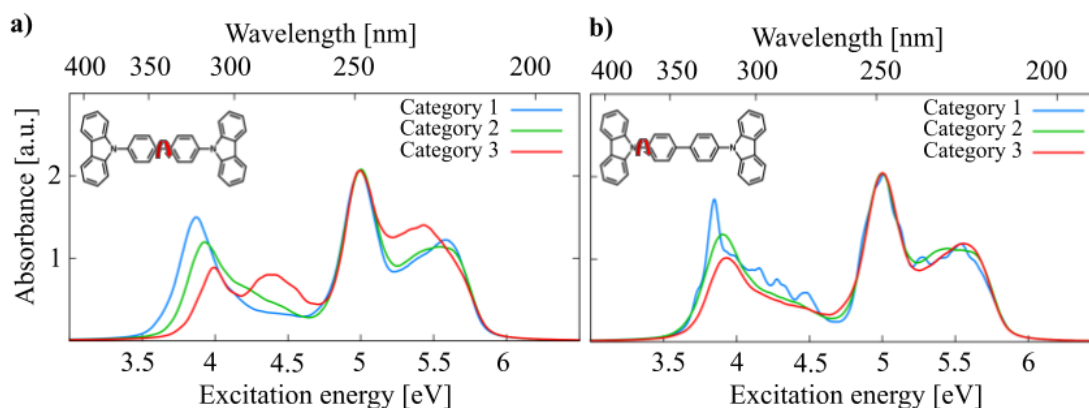 a)
Wavelength [nm]
400 350 300 250 200
Category 1
Category 2
Category 3
N
N
Absorbance [a.u.]
2
1
3.5 4 4.5 5 5.5 6
Excitation energy [eV]
b)
Wavelength [nm]
400 350 300 250 200
Category 1
Category 2
Category 3
N
N
3.5 4 4.5 5 5.5 6
Excitation energy [eV]